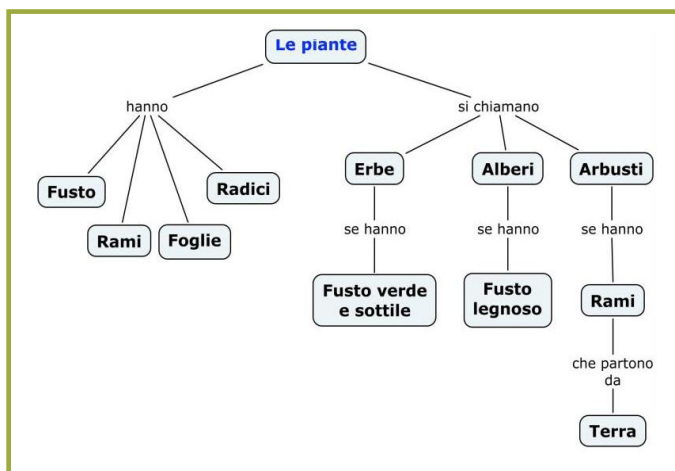 Le piante
hanno
si chiamano
Fusto
Rami
Foglie
Radici
Erbe
Alberi
Arbusti
se hanno
se hanno
se hanno
Fusto verde
e sottile
Fusto
legnoso
Rami
che partono
da
Terra